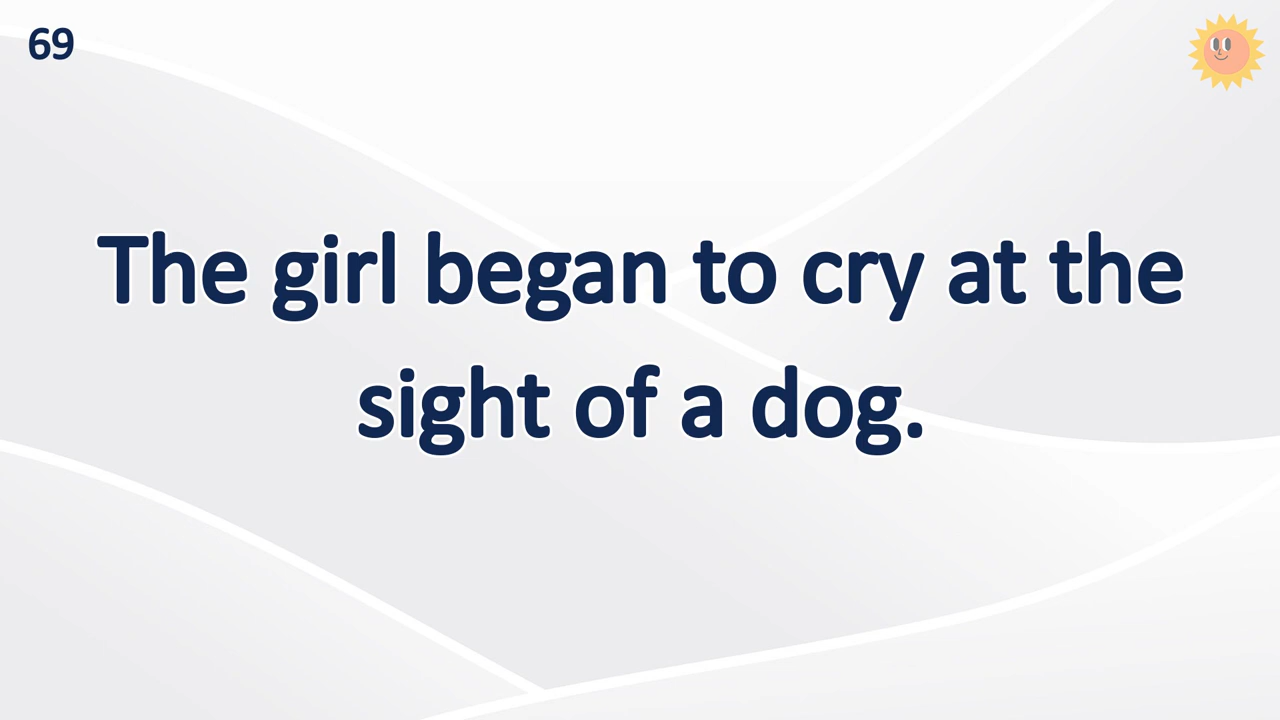 69
The girl began to cry at the
sight of a dog.